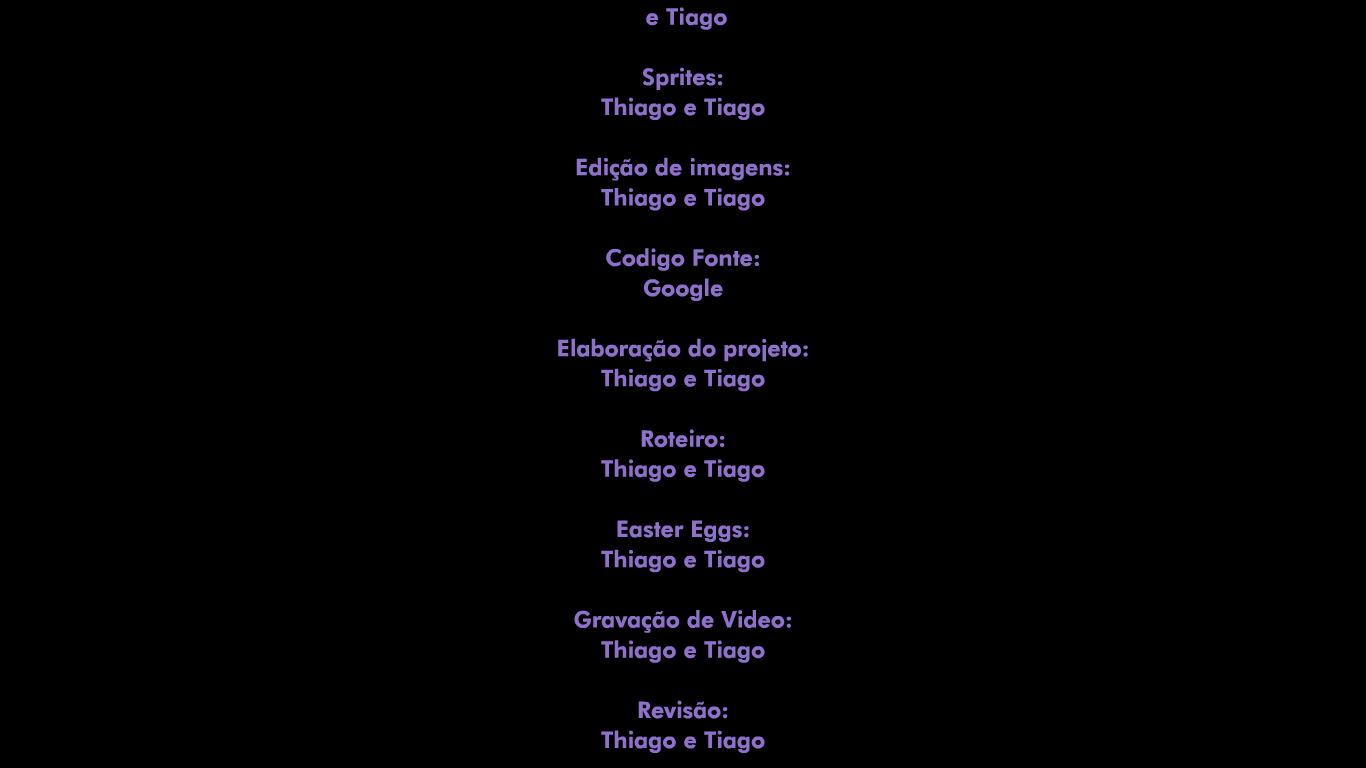 e Tiago
Sprites:
Thiago e Tiago
Edição de imagens:
Thiago e Tiago
Codigo Fonte:
Google
Elaboração do projeto:
Thiago e Tiago
Roteiro:
Thiago e Tiago
Easter Eggs:
Thiago e Tiago
Gravação de Video:
Thiago e Tiago
Revisão:
Thiago e Tiago